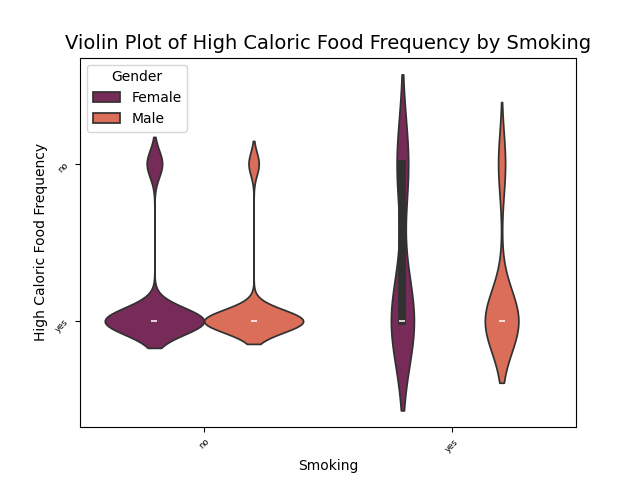 Violin Plot of High Caloric Food Frequency by Smoking
Gender
Female
Male
High Caloric Food Frequency
no
yes
no
yes
Smoking